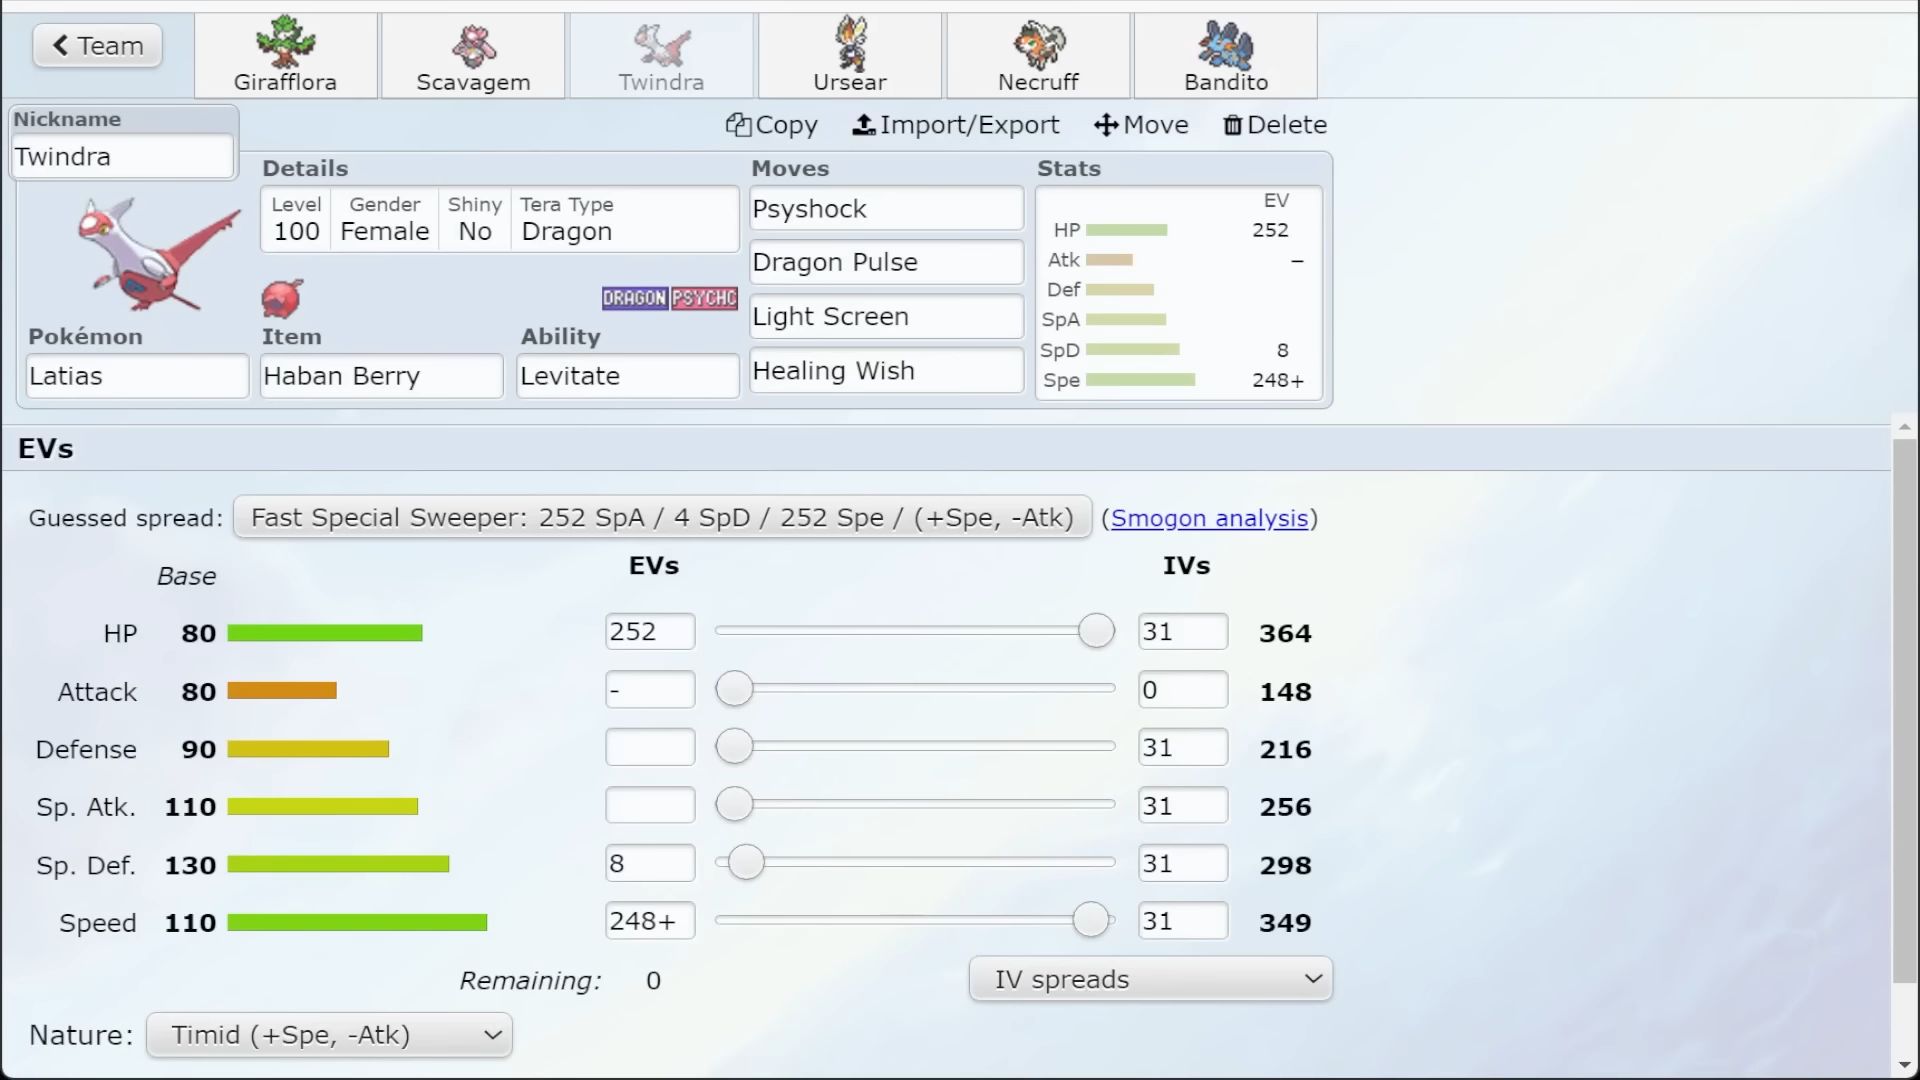 Team
Girafflora
Scavagem
Twindra
Ursear
Necruff
Bandito
Nickname
Twindra
Copy
Import/Export
Move
Delete
Details
Level Gender Shiny Tera Type
100 Female No Dragon
DRAGON PSYCHC
Pokémon
Latias
Item
Haban Berry
Ability
Levitate
Moves
Psyshock
Dragon Pulse
Light Screen
Healing Wish
Stats
EV
HP 252
Atk –
Def
SpA
SpD 8
Spe 248+
EVs
Guessed spread: Fast Special Sweeper: 252 SpA / 4 SpD / 252 Spe / (+Spe, -Atk) (Smogon analysis)
Base EVs IVs
HP 80 252 31 364
Attack 80 - 0 148
Defense 90 31 216
Sp. Atk. 110 31 256
Sp. Def. 130 8 31 298
Speed 110 248+ 31 349
Remaining: 0 IV spreads
Nature: Timid (+Spe, -Atk)